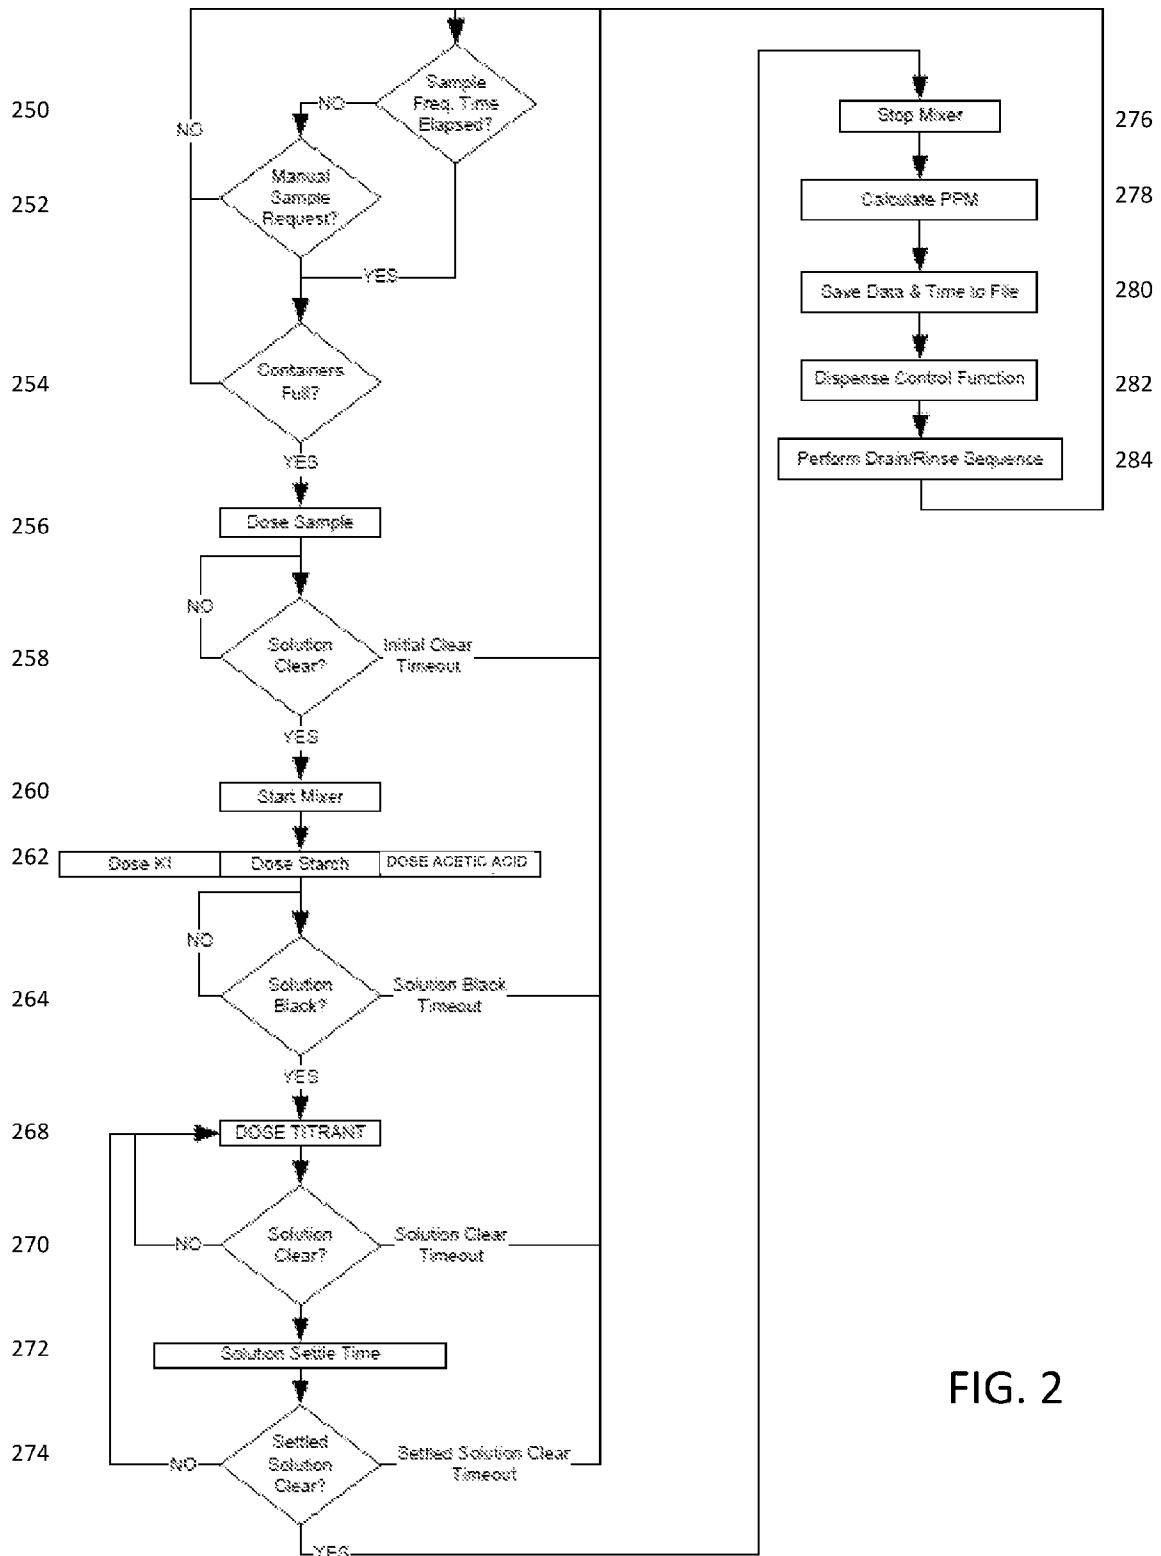 250
Sample
Freq. Time
Elapsed?
NO
NO
252
Manual
Sample
Request?
YES
254
Containers
Full?
YES
256
Dose Sample
NO
258
Solution
Clear?
Initial Clear
Timeout
YES
260
Start Mixer
262
Dose KI
Dose Starch
DOSE ACETIC ACID
NO
264
Solution
Black?
Solution Black
Timeout
YES
268
DOSE TITRANT
270
NO
Solution
Clear?
Solution Clear
Timeout
272
Solution Settle Time
274
NO
Settled
Solution
Clear?
Settled Solution Clear
Timeout
YES
Stop Mixer
276
Calculate PPM
278
Save Data & Time to File
280
Dispense Control Function
282
Perform Drain/Rinse Sequence
284
FIG. 2